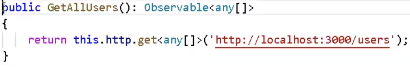 public GetAllUsers(): Observable<any[]>
{
    return this.http.get<any[]>('http://localhost:3000/users');
}